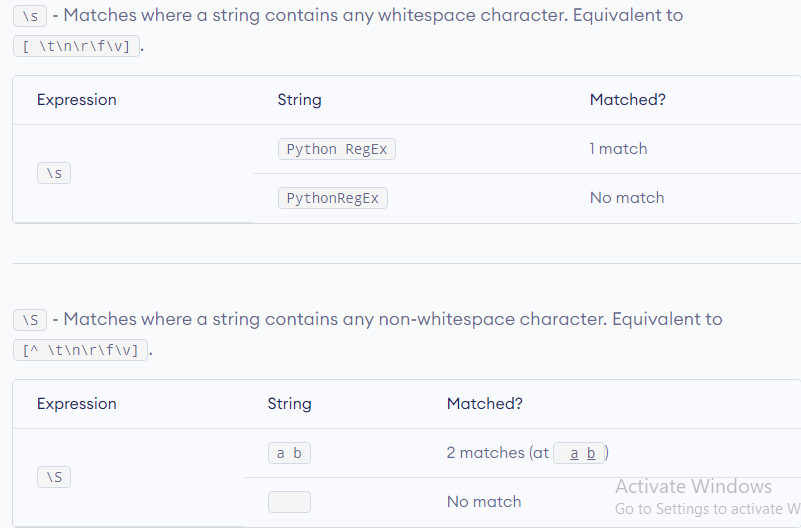 \s - Matches where a string contains any whitespace character. Equivalent to
[ \t\n\r\f\v].
Expression String Matched?
\s
Python RegEx 1 match
PythonRegEx No match
\S - Matches where a string contains any non-whitespace character. Equivalent to
[^ \t\n\r\f\v].
Expression String Matched?
\S
a b 2 matches (at a b)
No match
Activate Windows
Go to Settings to activate W